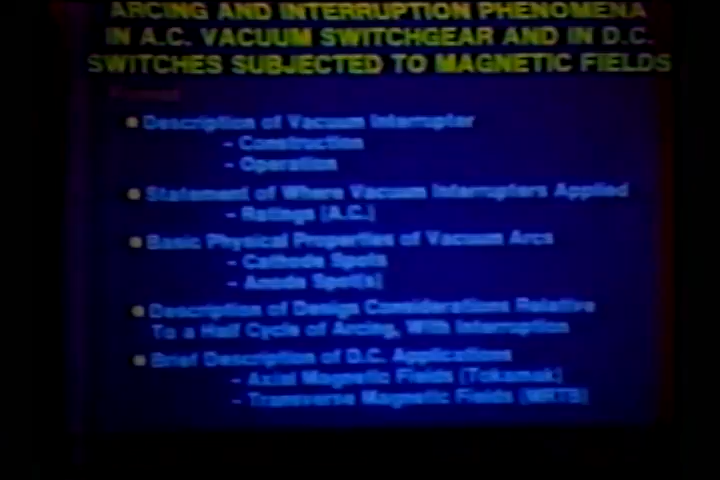 ARCING AND INTERRUPTION PHENOMENA
IN A.C. VACUUM SWITCHGEAR AND IN D.C.
SWITCHES SUBJECTED TO MAGNETIC FIELDS
Format
• Description of Vacuum Interrupter
- Construction
- Operation
• Statement of Where Vacuum Interrupters Applied
- Ratings (A.C.)
• Basic Physical Properties of Vacuum Arcs
- Cathode Spots
- Anode Spot(s)
• Description of Design Considerations Relative
To a Half Cycle of Arcing, With Interruption
• Brief Description of D.C. Applications
- Axial Magnetic Fields (Tokamak)
- Transverse Magnetic Fields (MRTB)